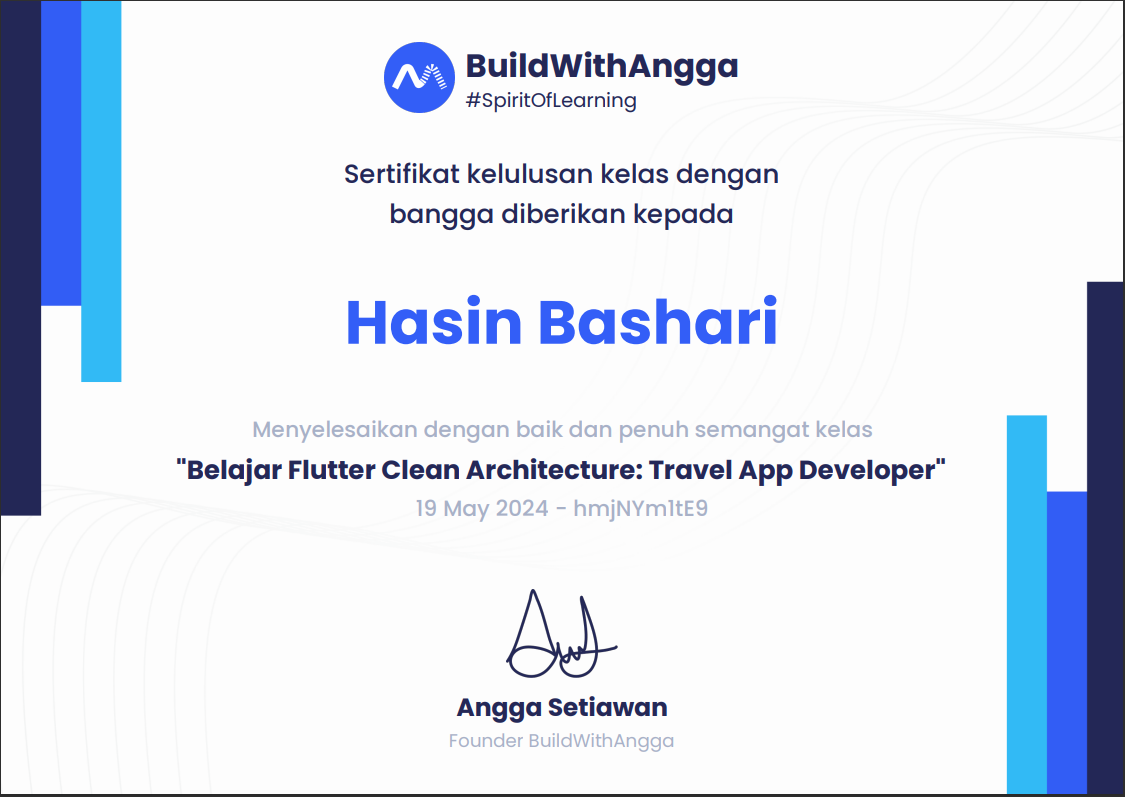 BuildWithAngga
#SpiritOfLearning
Sertifikat kelulusan kelas dengan
bangga diberikan kepada
Hasin Bashari
Menyelesaikan dengan baik dan penuh semangat kelas
"Belajar Flutter Clean Architecture: Travel App Developer"
19 May 2024 - hmjNYm1tE9
Angga Setiawan
Founder BuildWithAngga